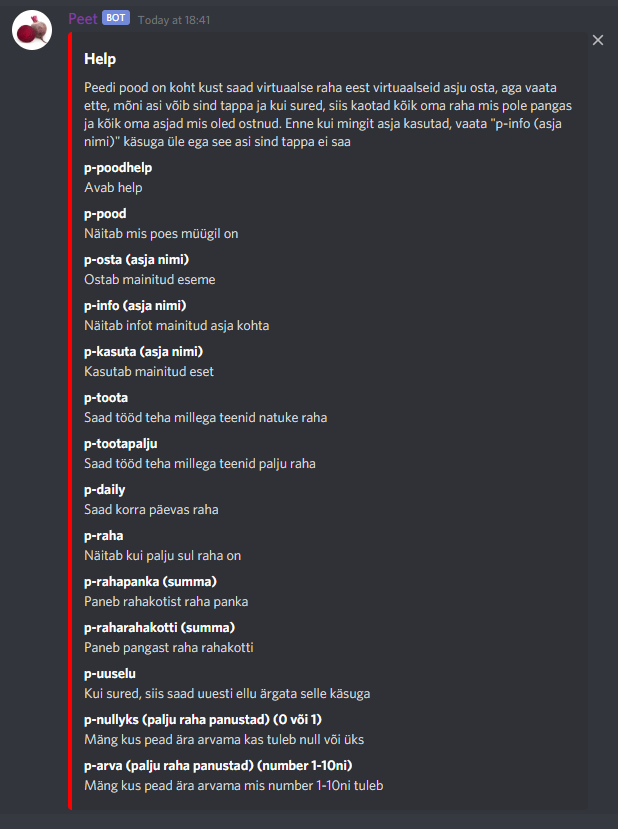 Peet BOT Today at 18:41
Help
Peedi pood on koht kust saad virtuaalse raha eest virtuaalseid asju osta, aga vaata
ette, mõni asi võib sind tappa ja kui sured, siis kaotad kõik oma raha mis pole pangas
ja kõik oma asjad mis oled ostnud. Enne kui mingit asja kasutad, vaata "p-info (asja
nimi)" käsuga üle ega see asi sind tappa ei saa
p-poodhelp
Avab help
p-pood
Näitab mis poes müügil on
p-osta (asja nimi)
Ostab mainitud eseme
p-info (asja nimi)
Näitab infot mainitud asja kohta
p-kasuta (asja nimi)
Kasutab mainitud eset
p-toota
Saad tööd teha millega teenid natuke raha
p-tootapalju
Saad tööd teha millega teenid palju raha
p-daily
Saad korra päevas raha
p-raha
Näitab kui palju sul raha on
p-rahapanka (summa)
Paneb rahakotist raha panka
p-raharahakotti (summa)
Paneb pangast raha rahakotti
p-uuselu
Kui sured, siis saad uuesti ellu ärgata selle käsuga
p-nullyks (palju raha panustad) (0 või 1)
Mäng kus pead ära arvama kas tuleb null või üks
p-arva (palju raha panustad) (number 1-10ni)
Mäng kus pead ära arvama mis number 1-10ni tuleb